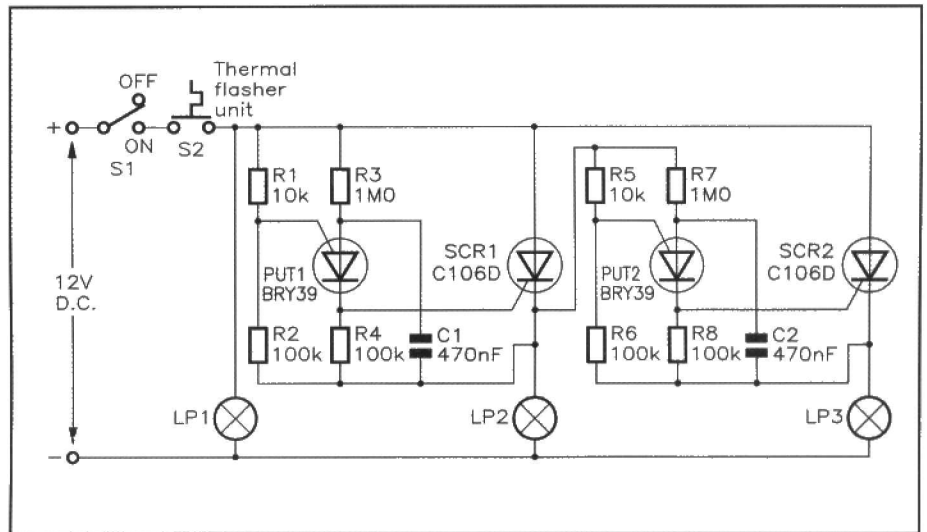 OFF
Thermal
flasher
unit
+
ON
S1
S2
R1
10k
R3
1M0
R5
10k
R7
1M0
12V
D.C.
PUT1
BRY39
SCR1
C106D
PUT2
BRY39
SCR2
C106D
R2
100k
R4
100k
C1
470nF
R6
100k
R8
100k
C2
470nF
LP1
LP2
LP3
−